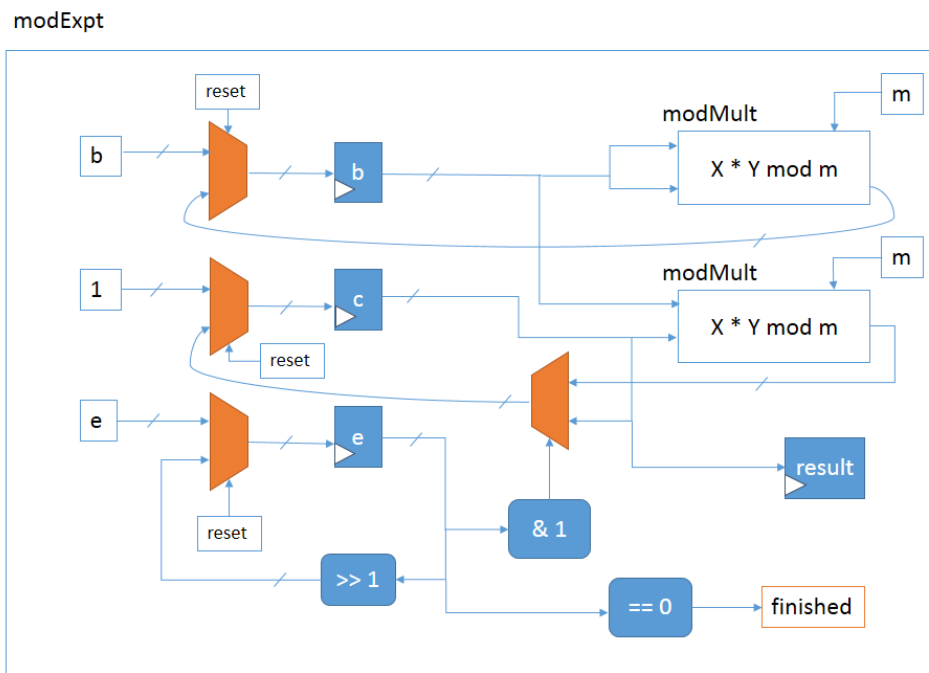 modExpt
reset
m
modMult
b
b
X * Y mod m
m
modMult
1
c
X * Y mod m
reset
e
e
result
reset
& 1
>> 1
== 0
finished